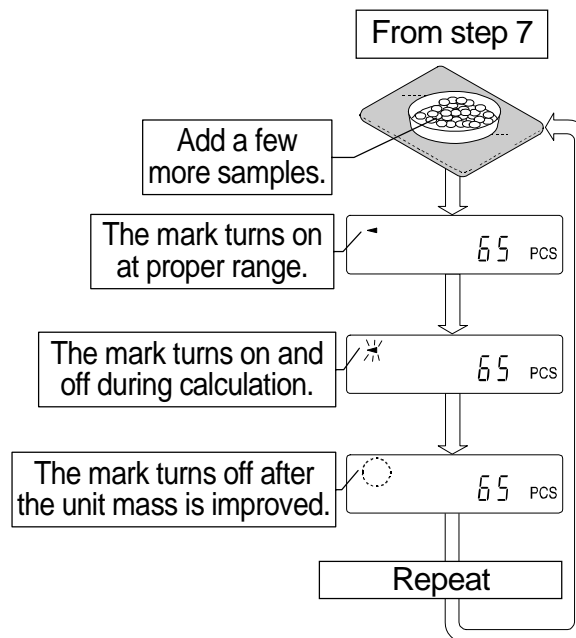 From step 7
Add a few
more samples.
The mark turns on
at proper range.
65 PCS
The mark turns on and
off during calculation.
65 PCS
The mark turns off after
the unit mass is improved.
65 PCS
Repeat